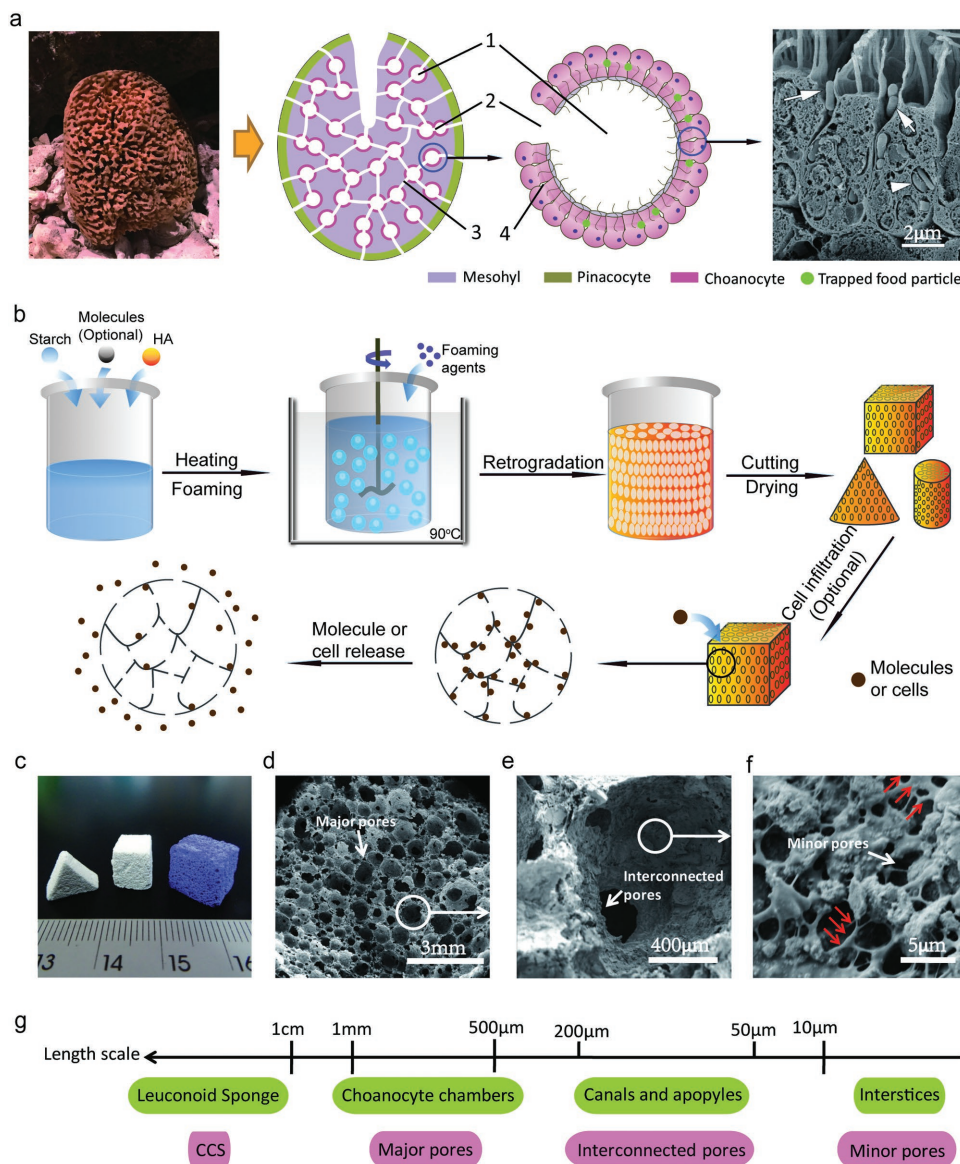 a
1
2
3
4
2μm
Mesohyl
Pinacocyte
Choanocyte
Trapped food particle
b
Starch
Molecules
(Optional)
HA
Heating
Foaming
Foaming
agents
90°C
Retrogradation
Cutting
Drying
Cell infiltration
(Optional)
Molecules
or cells
Molecule or
cell release
c
13 14 15 16
d
Major pores
3mm
e
Interconnected
pores
400μm
f
Minor pores
5μm
g
Length scale
1cm 1mm 500μm 200μm 50μm 10μm
Leuconoid Sponge Choanocyte chambers Canals and apopyles Interstices
CCS Major pores Interconnected pores Minor pores